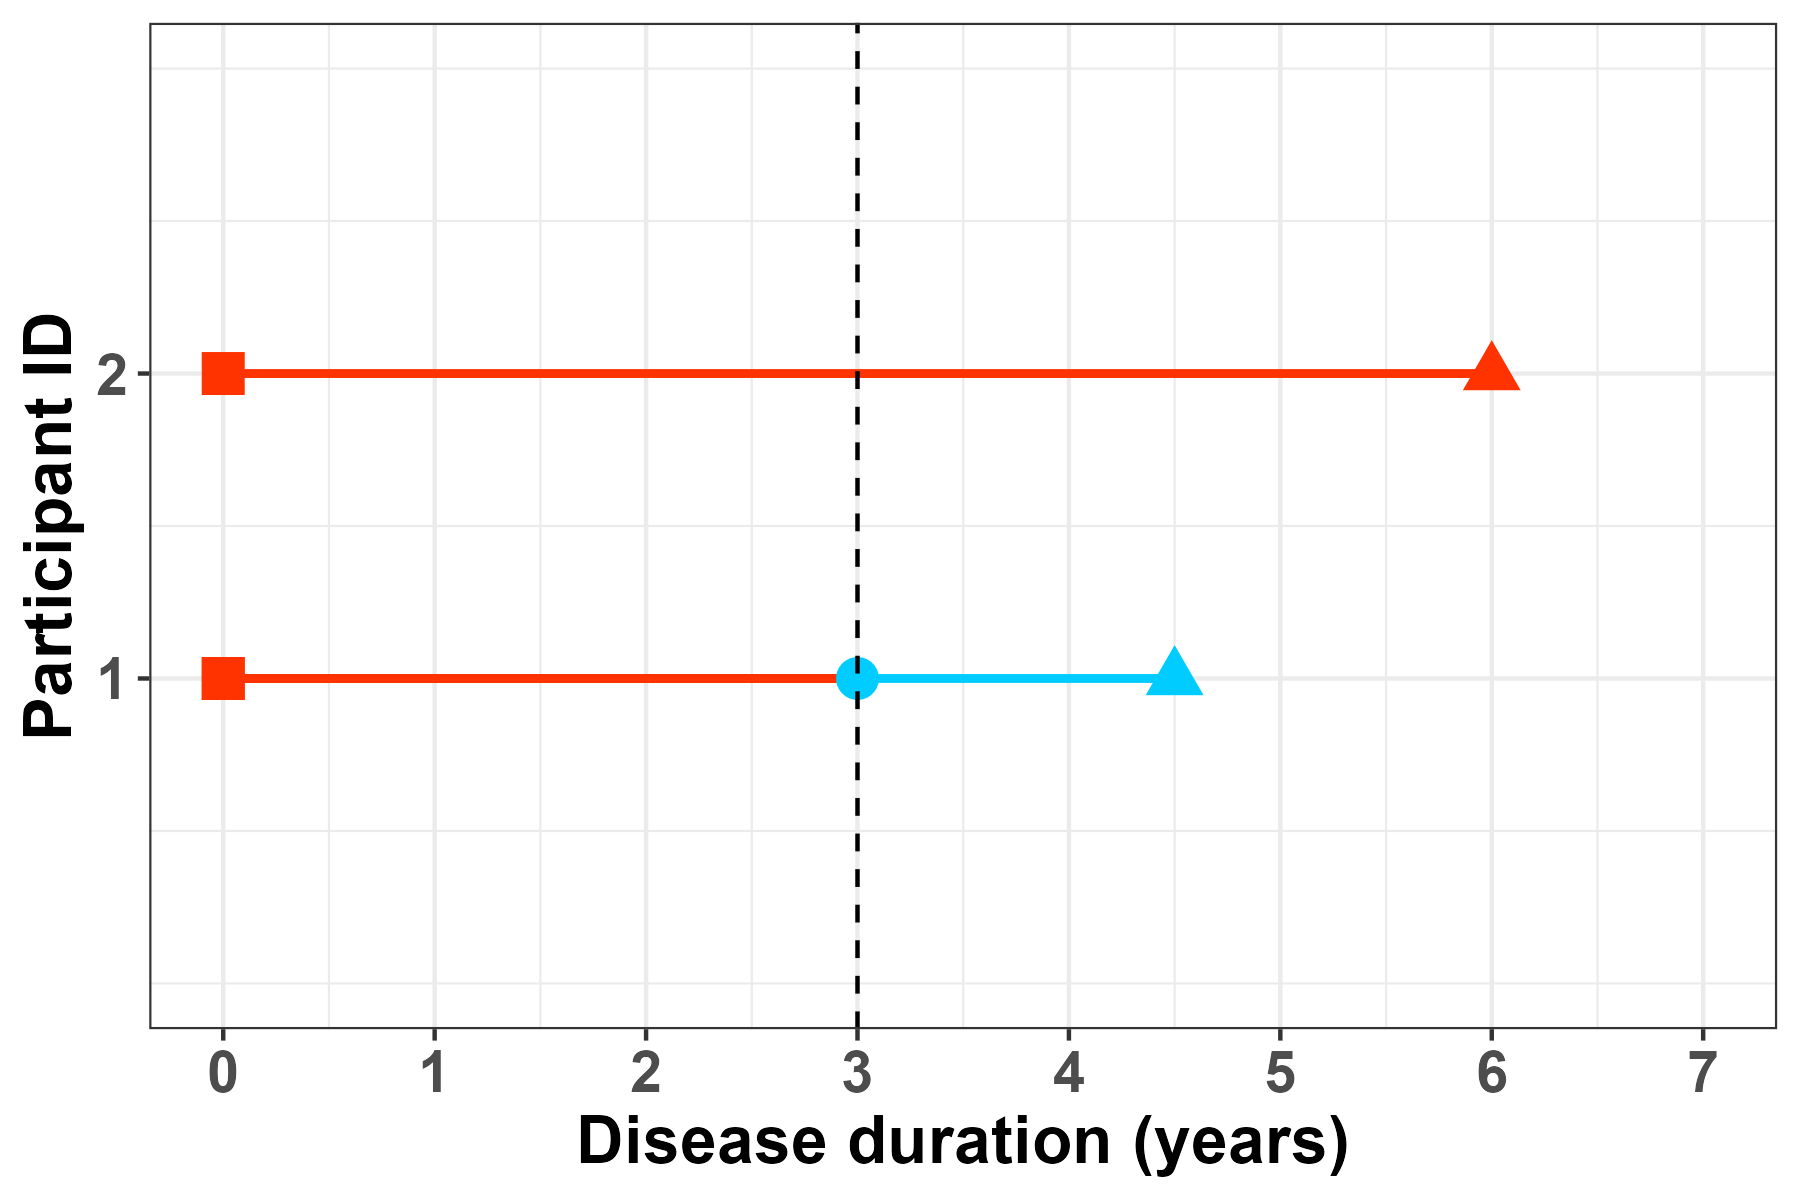 Participant ID
2
1
0 1 2 3 4 5 6 7
Disease duration (years)